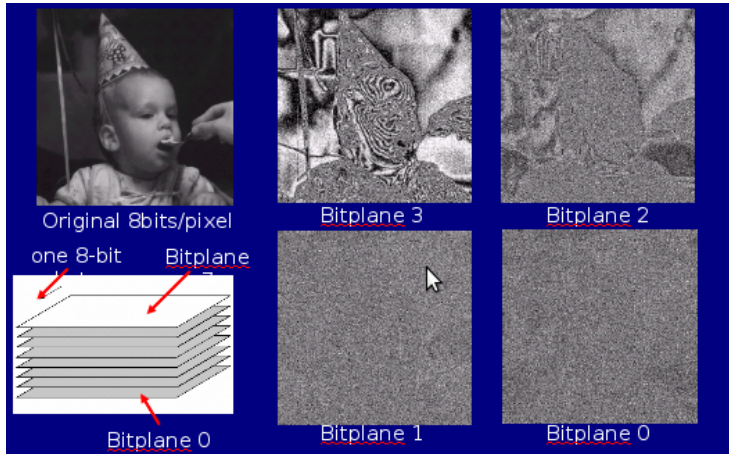 Original 8bits/pixel
Bitplane 3
Bitplane 2
one 8-bit
Bitplane
Bitplane 0
Bitplane 1
Bitplane 0